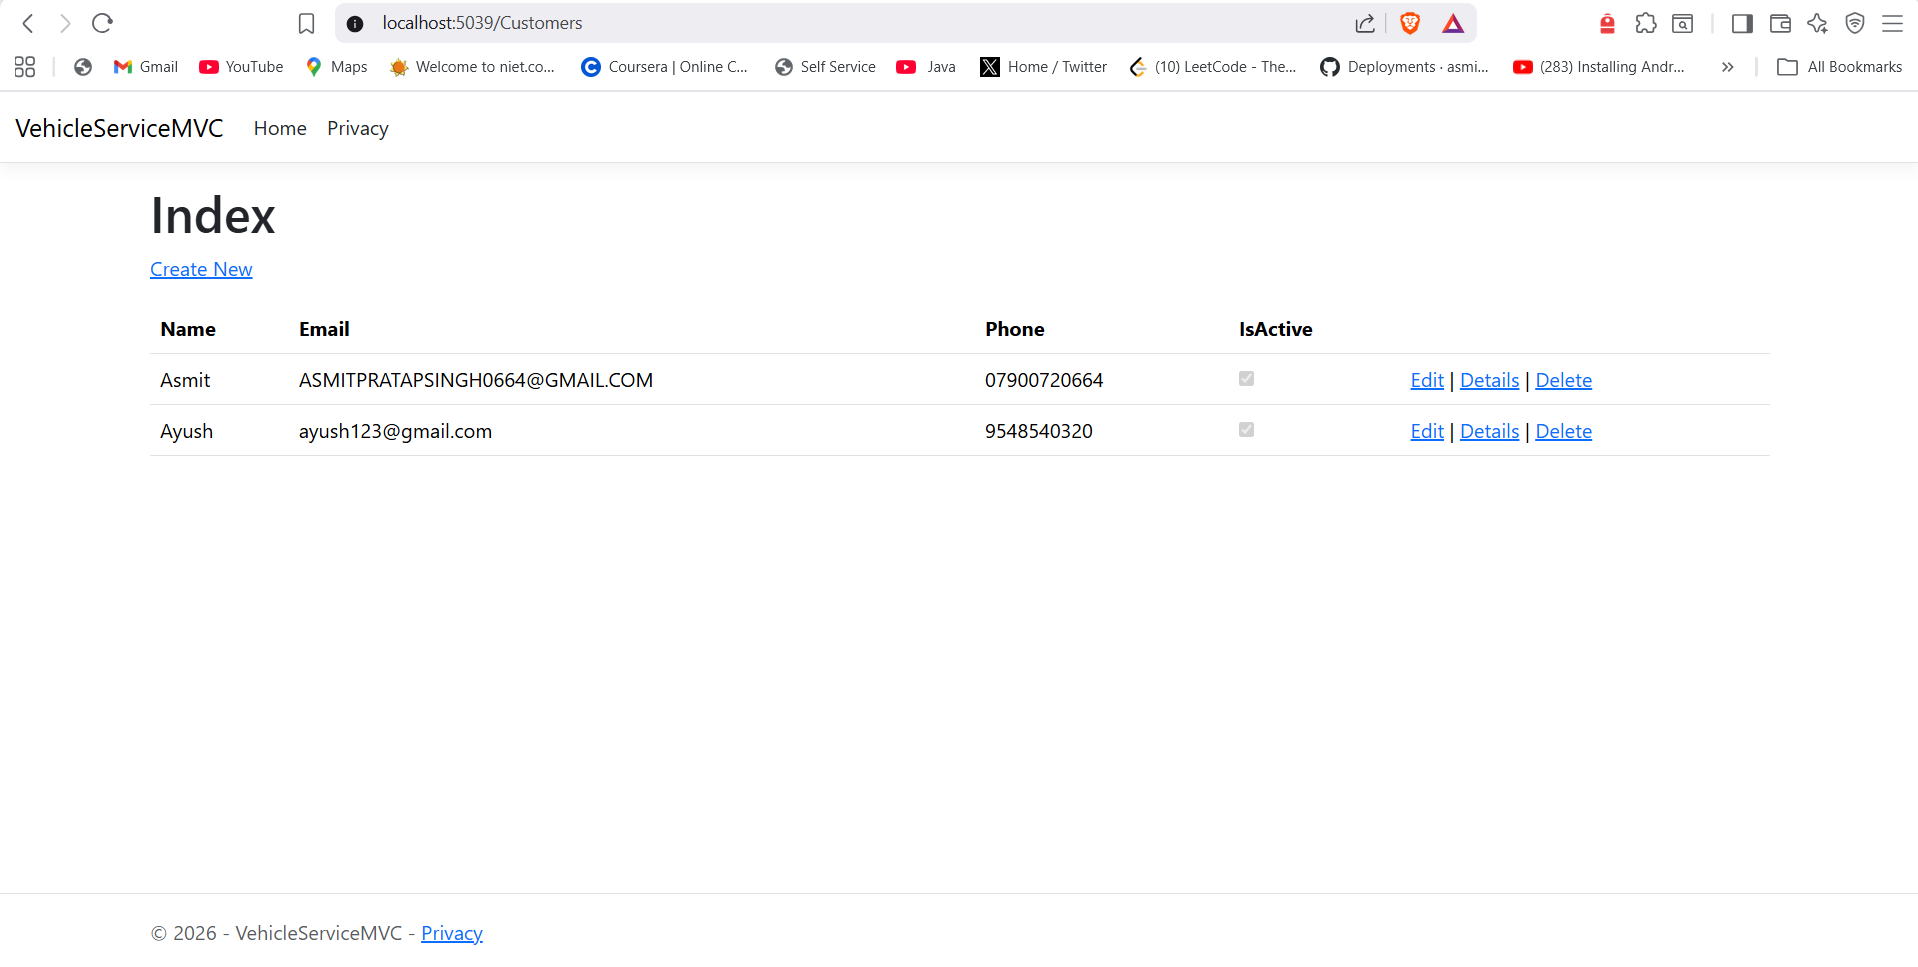 localhost:5039/Customers
Gmail YouTube Maps Welcome to niet.co... Coursera | Online C... Self Service Java Home / Twitter (10) LeetCode - The... Deployments · asmi... (283) Installing Andr... » All Bookmarks
VehicleServiceMVC Home Privacy
Index
Create New
Name Email Phone IsActive
Asmit ASMITPRATAPSINGH0664@GMAIL.COM 07900720664 Edit | Details | Delete
Ayush ayush123@gmail.com 9548540320 Edit | Details | Delete
© 2026 - VehicleServiceMVC - Privacy